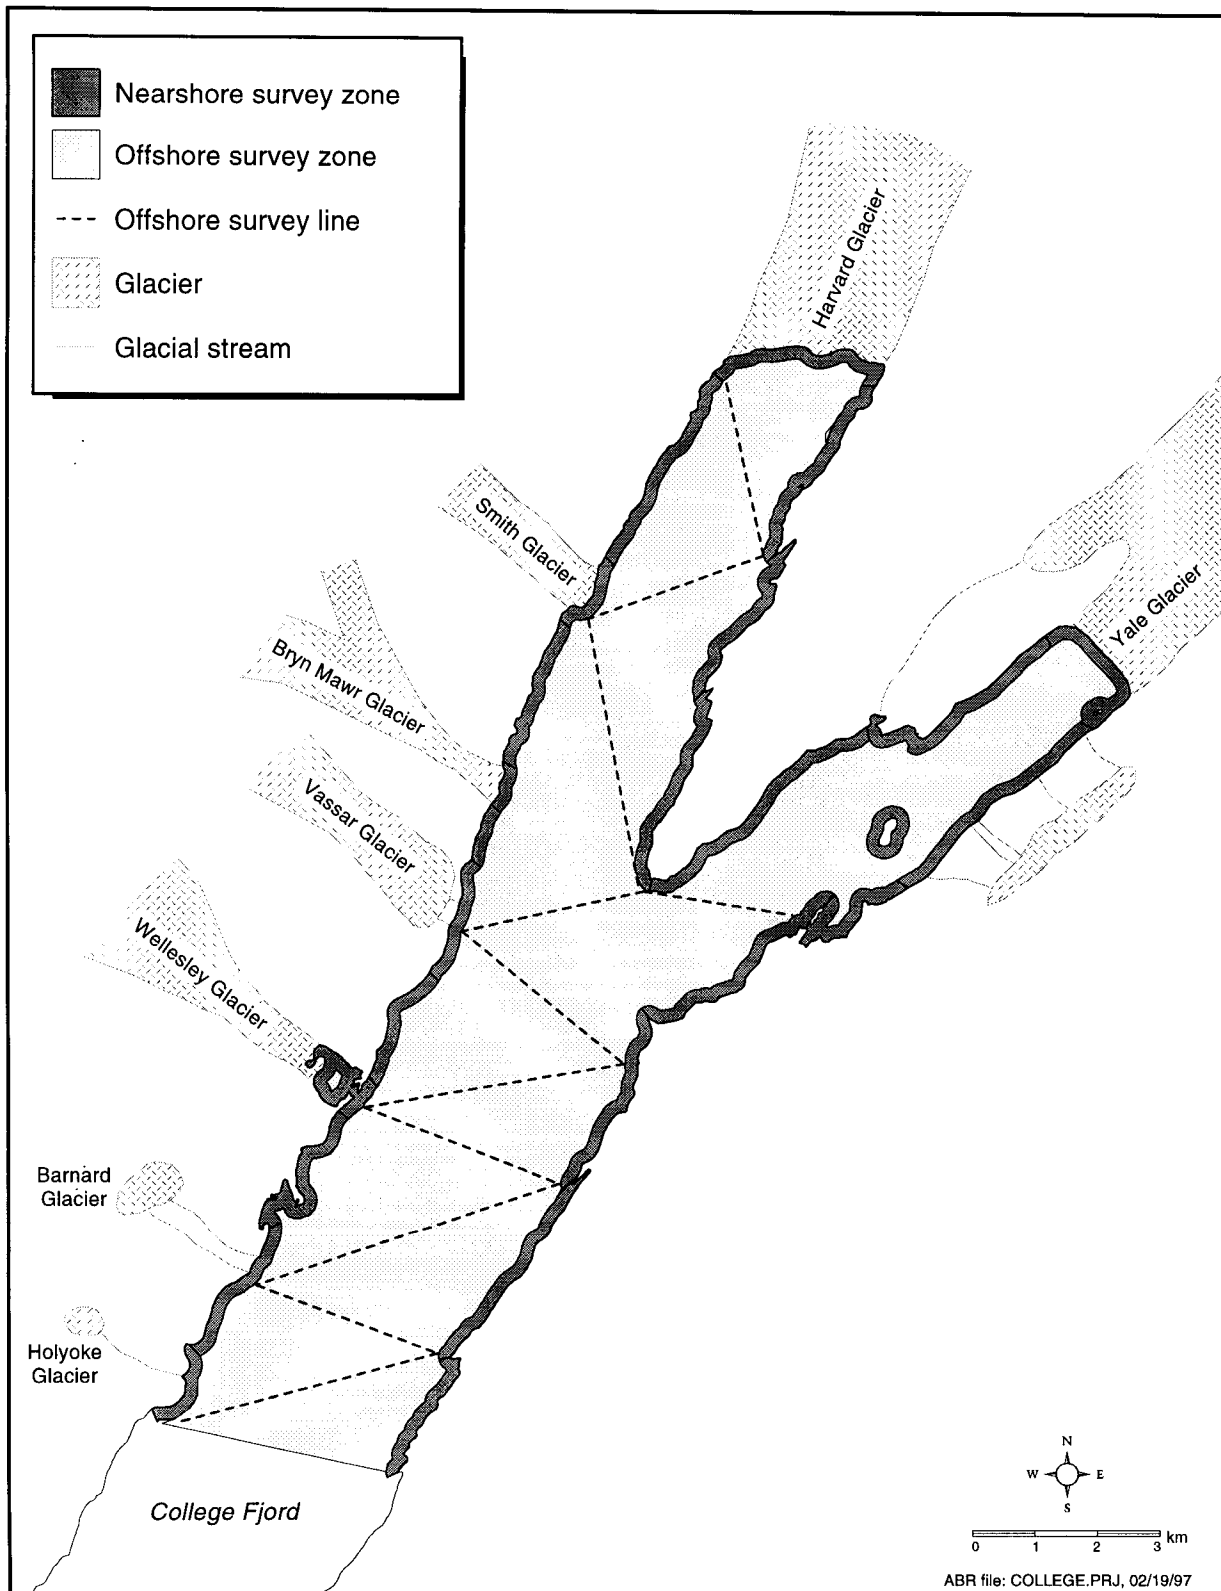 Nearshore survey zone
Offshore survey zone
Offshore survey line
Glacier
Glacial stream
Harvard Glacier
Smith Glacier
Yale Glacier
Bryn Mawr Glacier
Vassar Glacier
Wellesley Glacier
Barnard
Glacier
Holyoke
Glacier
College Fjord
N
W
E
S
0 1 2 3 km
ABR file: COLLEGE.PRJ, 02/19/97